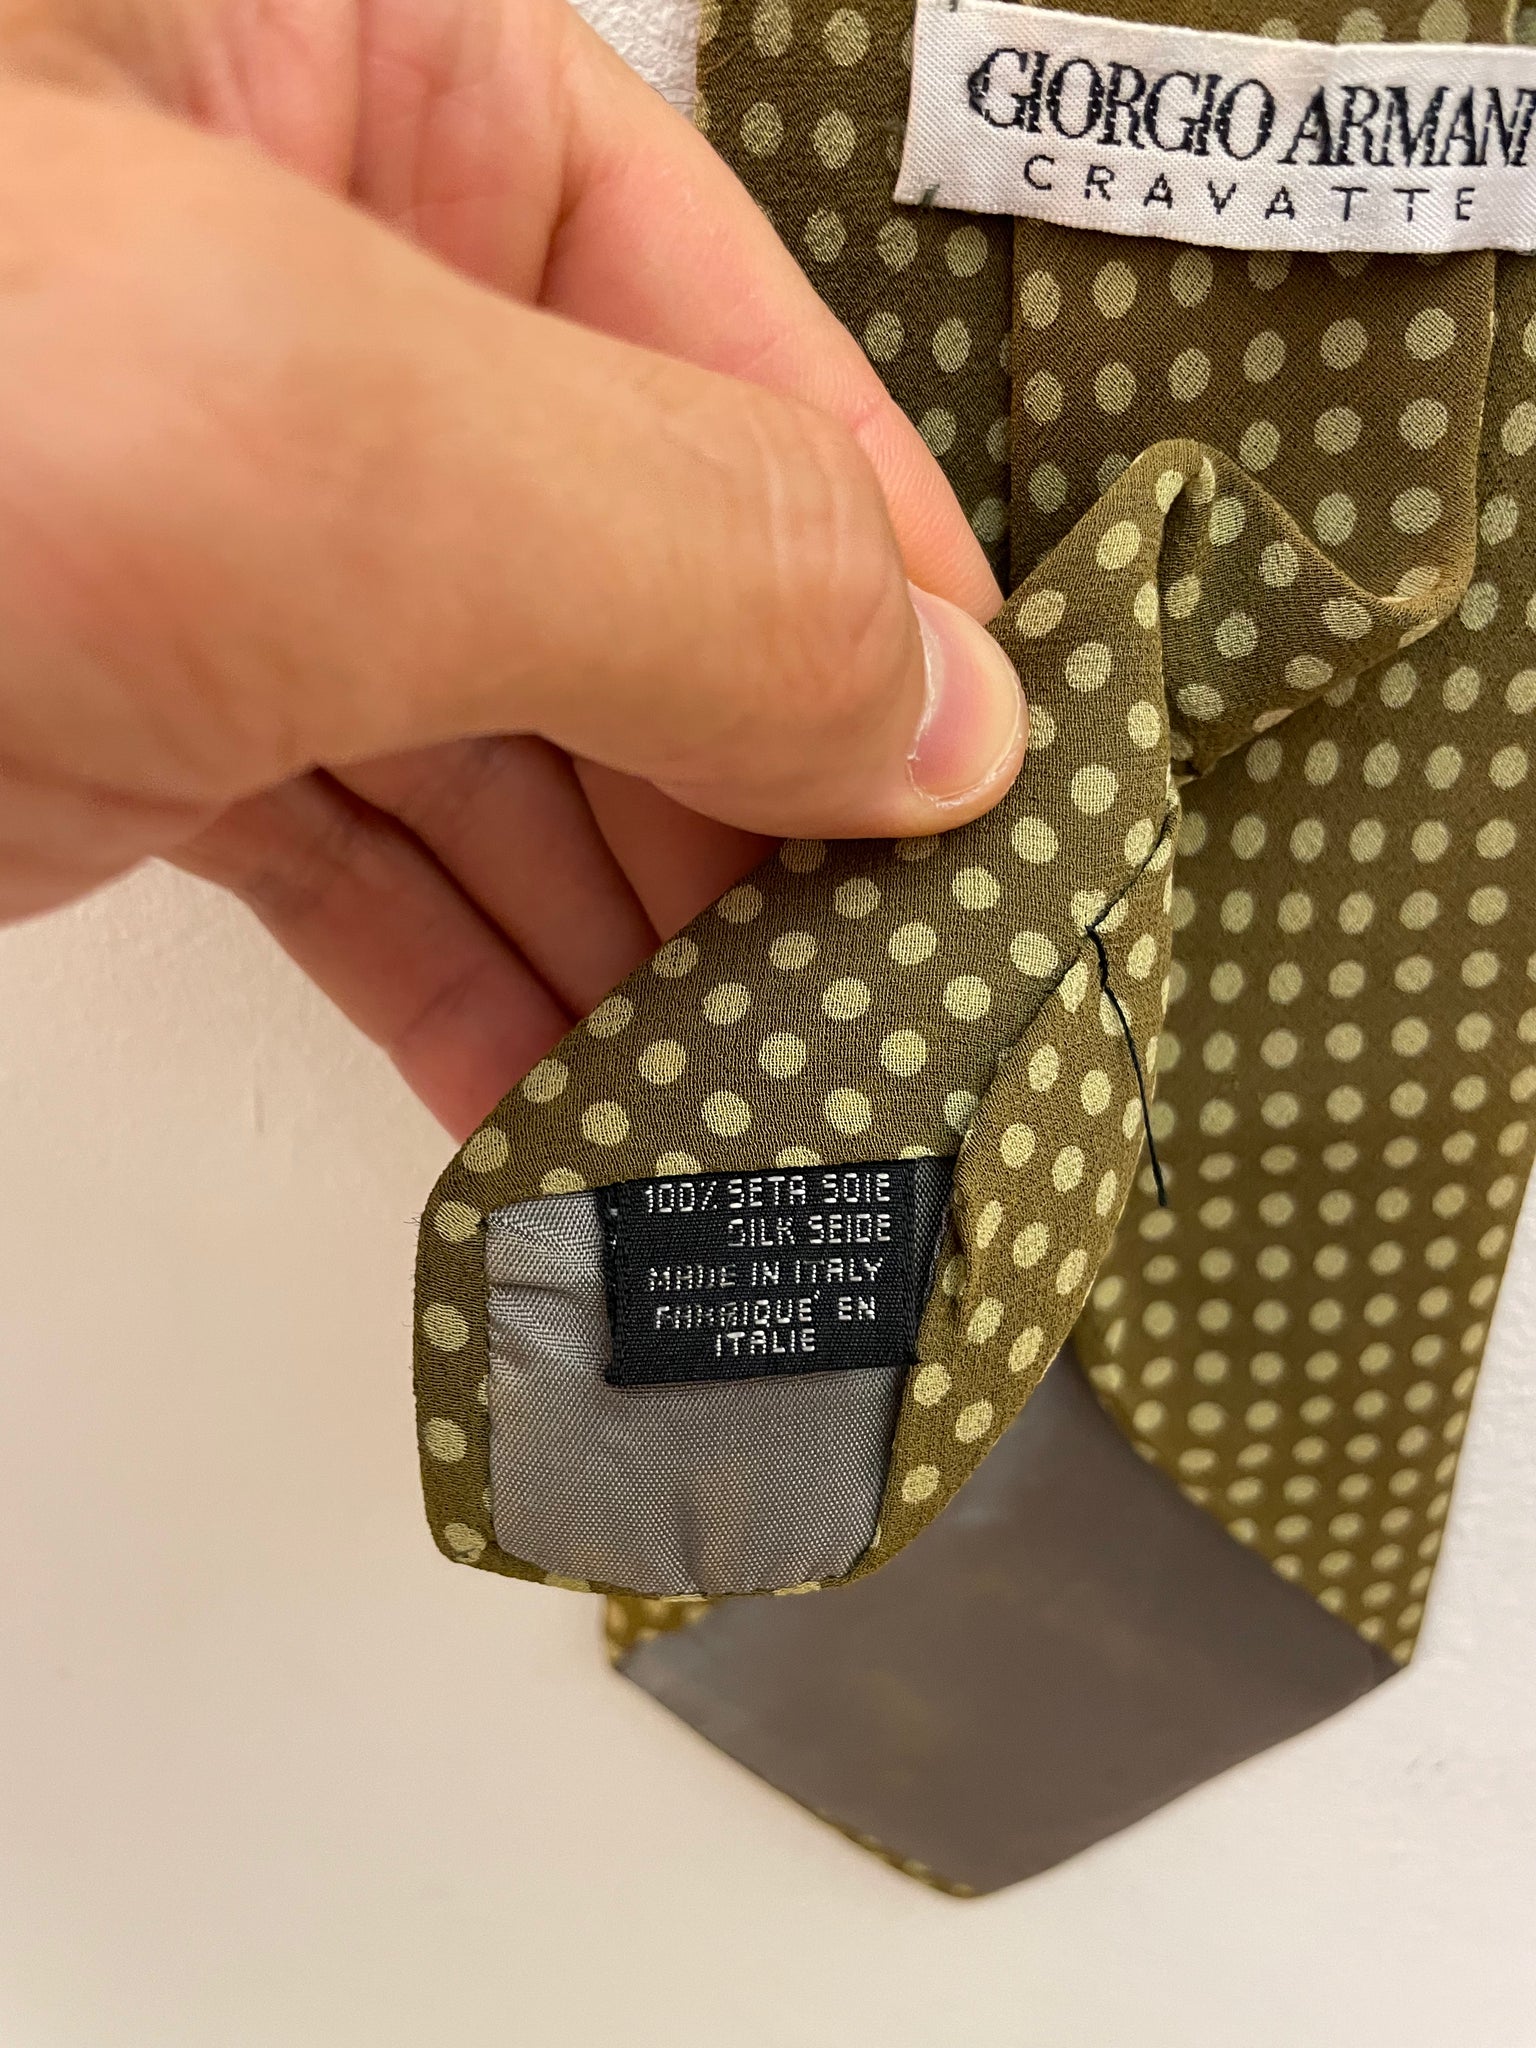 GIORGIO ARMANI
CRAVATTE
100% SETA SOIE
SILK SEIDE
MADE IN ITALY
FABRIQUE' EN
ITALIE